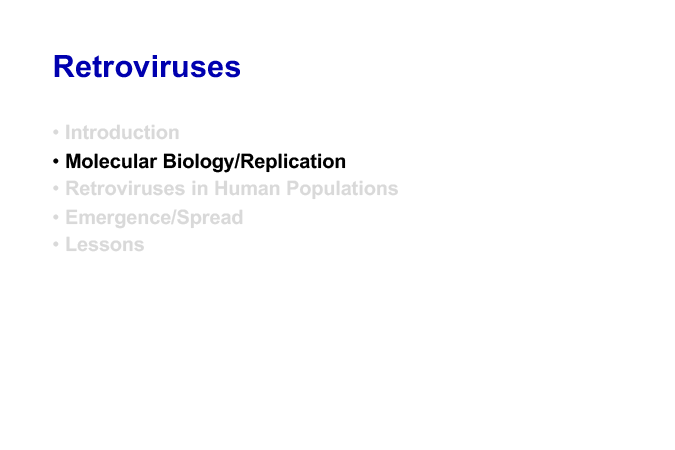 Retroviruses
• Introduction
• Molecular Biology/Replication
• Retroviruses in Human Populations
• Emergence/Spread
• Lessons